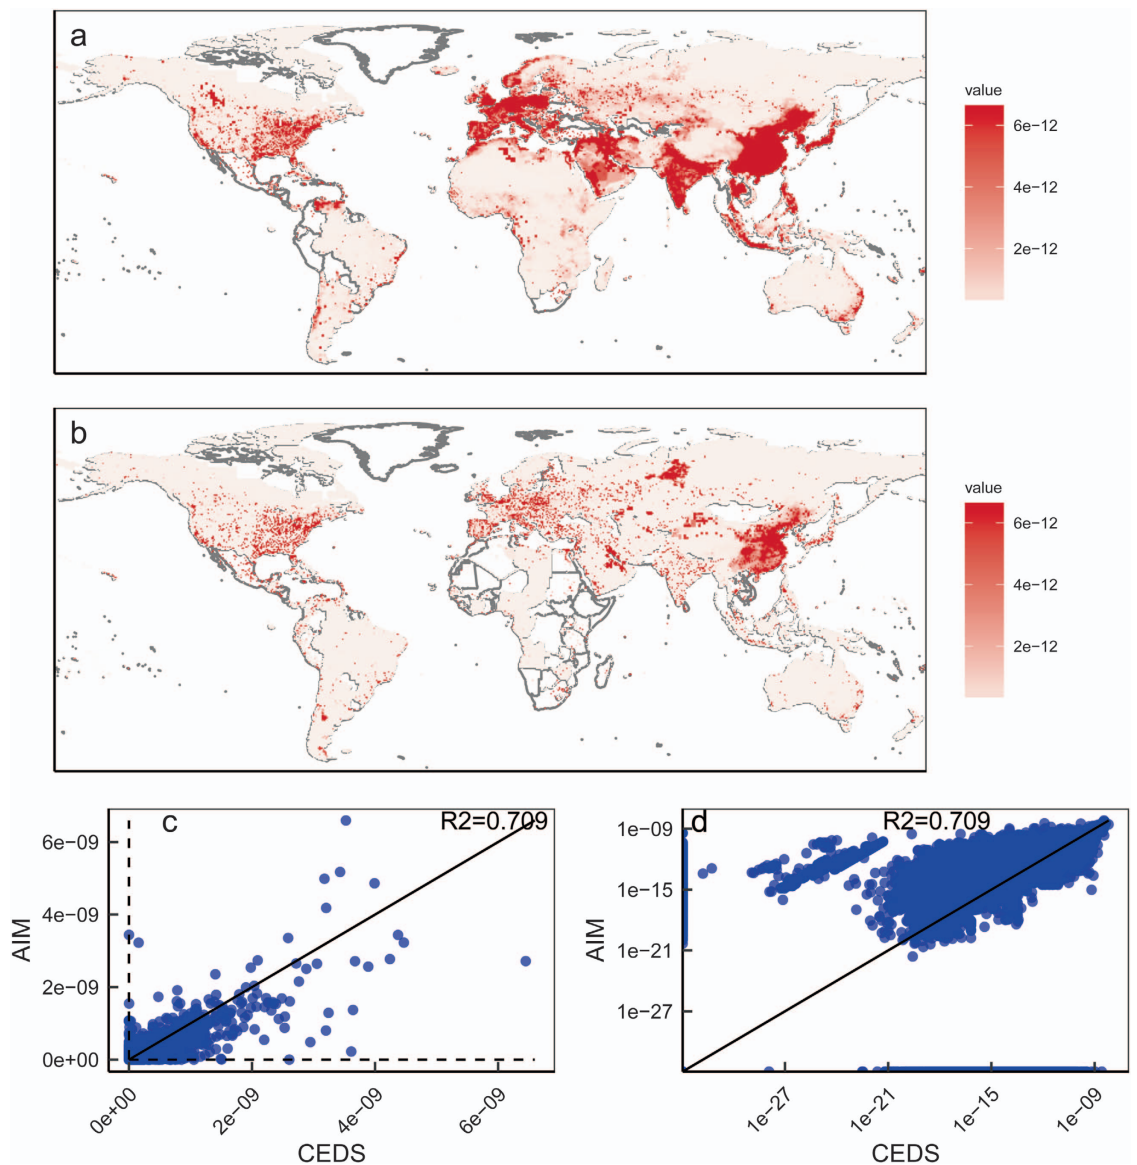 a
value
6e-12
4e-12
2e-12
b
value
6e-12
4e-12
2e-12
c
R2=0.709
6e-09
4e-09
2e-09
0e+00
AIM
0e+00
2e-09
4e-09
6e-09
CEDS
d
R2=0.709
1e-09
1e-15
1e-21
1e-27
AIM
1e-27
1e-21
1e-15
1e-09
CEDS